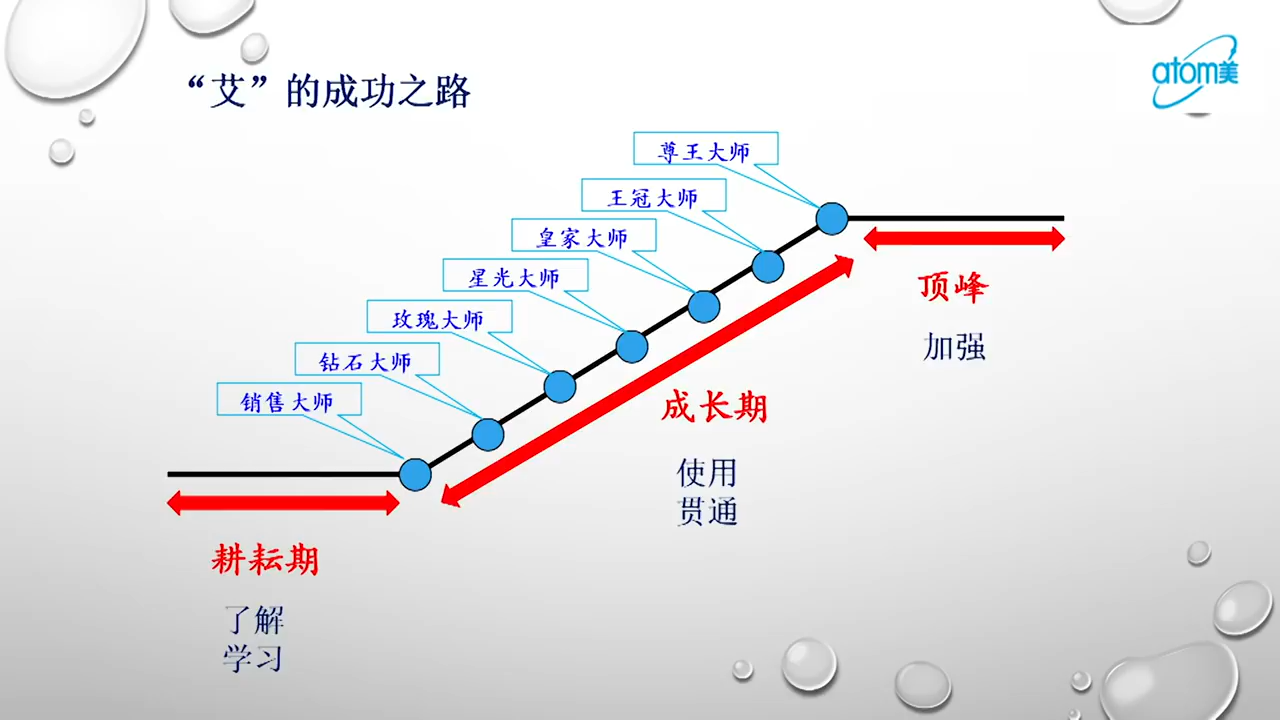 “艾”的成功之路
atom美
尊王大师
王冠大师
皇家大师
星光大师
玫瑰大师
钻石大师
销售大师
顶峰
加强
成长期
使用
贯通
耕耘期
了解
学习